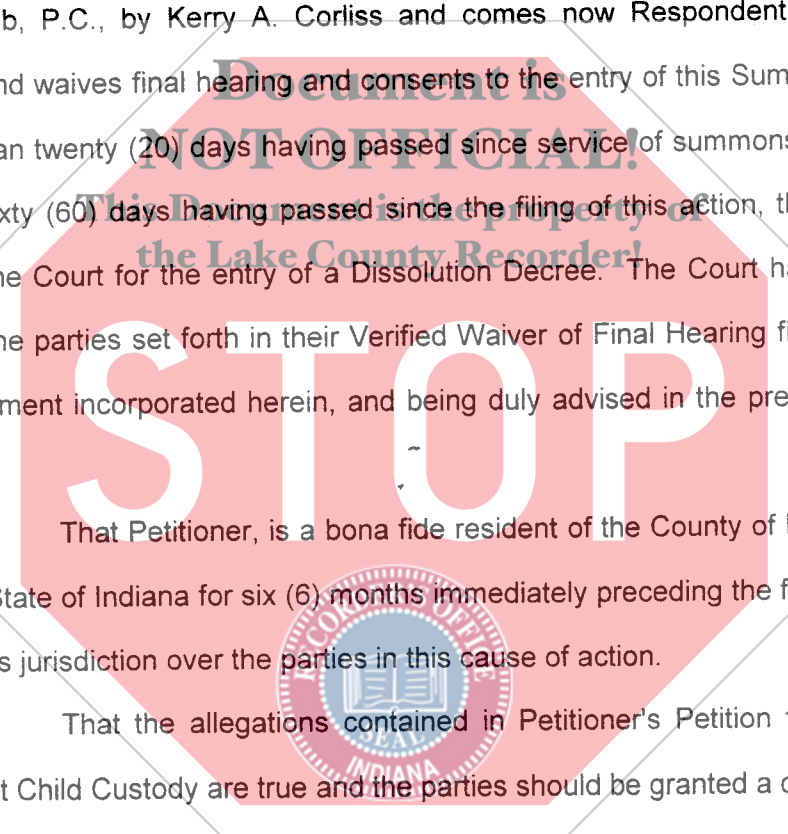 b, P.C., by Kerry A. Corliss and comes now Respondent
nd waives final hearing and consents to the entry of this Sum
Document is
an twenty (20) days having passed since service of summons
NOT OFFICIAL!
xty (60) days having passed since the filing of this action, th
This Document is the property of
the Lake County Recorder!
ne Court for the entry of a Dissolution Decree. The Court ha
ne parties set forth in their Verified Waiver of Final Hearing fi
ment incorporated herein, and being duly advised in the pre
STOP
That Petitioner, is a bona fide resident of the County of
State of Indiana for six (6) months immediately preceding the f
s jurisdiction over the parties in this cause of action.
That the allegations contained in Petitioner's Petition
t Child Custody are true and the parties should be granted a
RECORDER'S OFFICE
SEAL
INDIANA